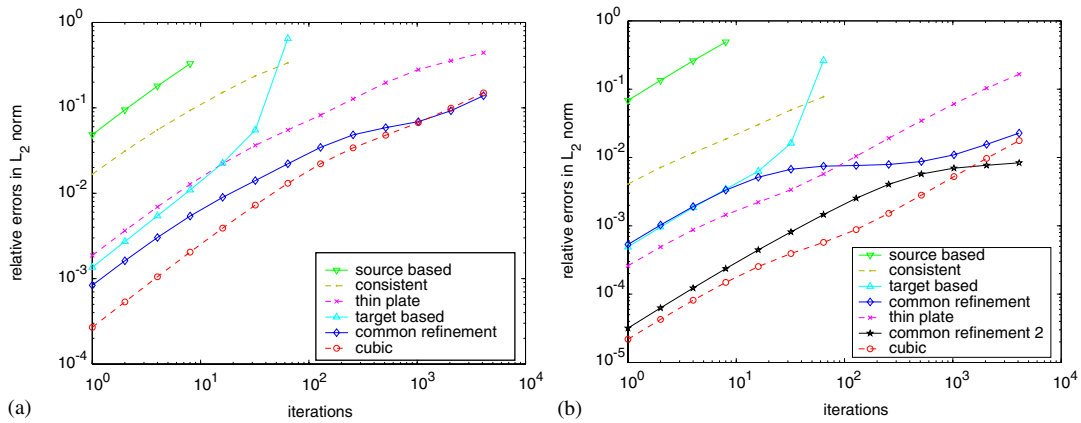 10^0
10^-1
10^-2
10^-3
10^-4
relative errors in L_2 norm
source based
consistent
thin plate
target based
common refinement
cubic
10^0 10^1 10^2 10^3 10^4
iterations
(a)
10^0
10^-1
10^-2
10^-3
10^-4
10^-5
relative errors in L_2 norm
source based
consistent
target based
common refinement
thin plate
common refinement 2
cubic
10^0 10^1 10^2 10^3 10^4
iterations
(b)